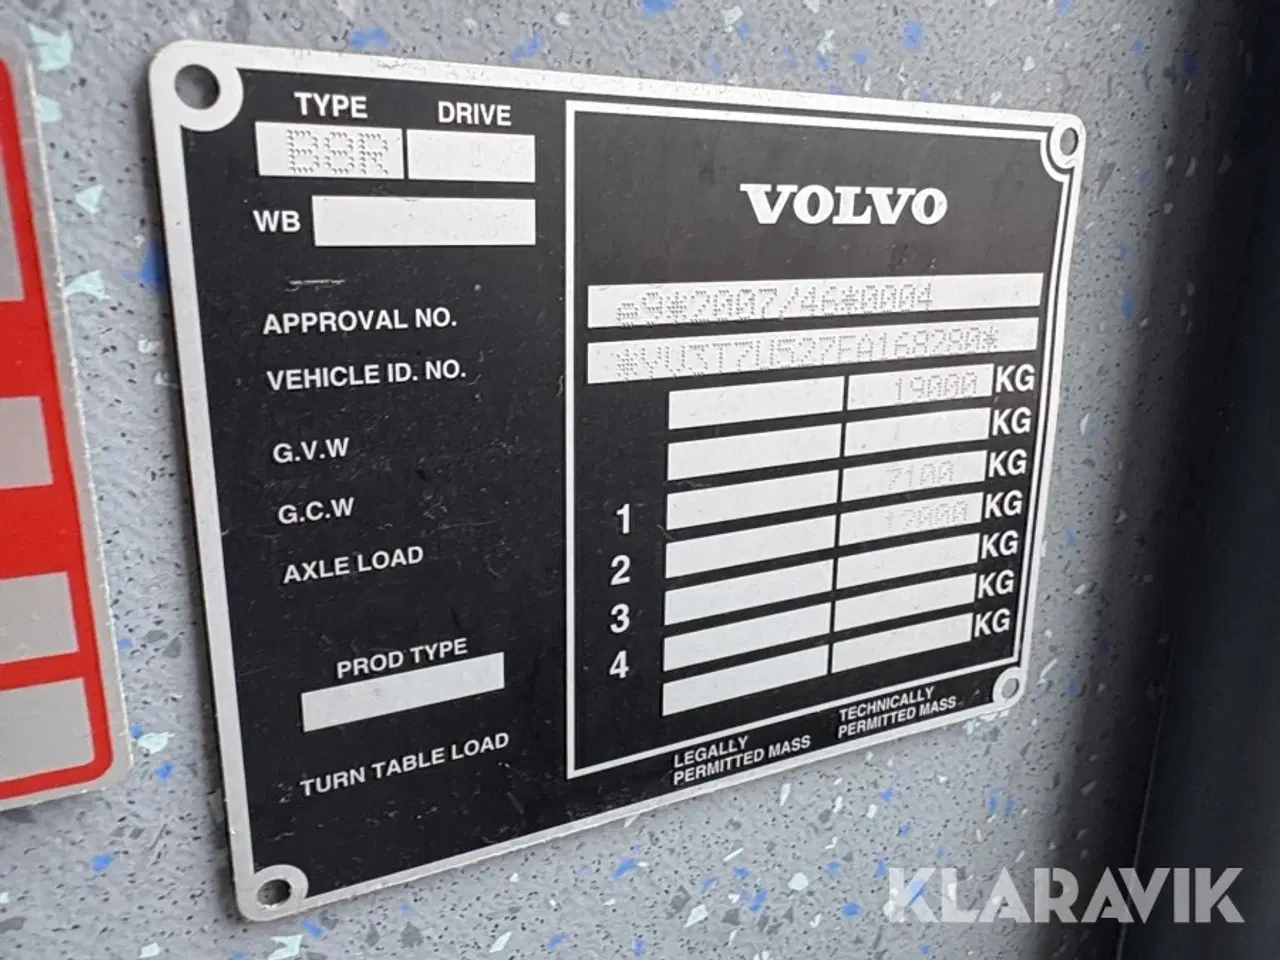 TYPE DRIVE
B8R
WB
VOLVO
APPROVAL NO. e9*2007/46*0004
VEHICLE ID. NO.
G.V.W 19000 KG
G.C.W KG
AXLE LOAD 1 7100 KG
2 12000 KG
3 KG
4 KG
KG
PROD TYPE
TURN TABLE LOAD
LEGALLY
PERMITTED MASS
TECHNICALLY
PERMITTED MASS
KLARAVIK